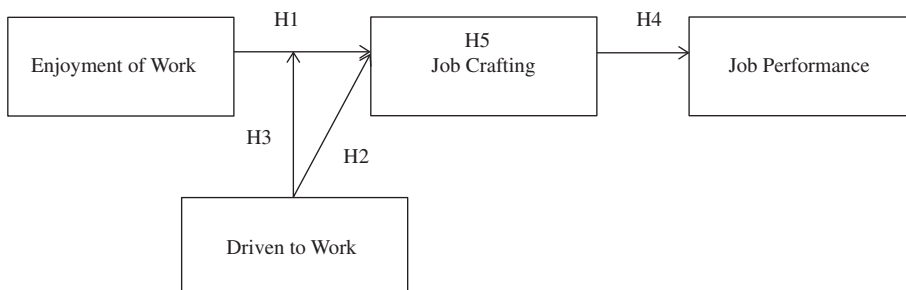 H1
H4
Enjoyment of Work
H5
Job Crafting
Job Performance
H3
H2
Driven to Work